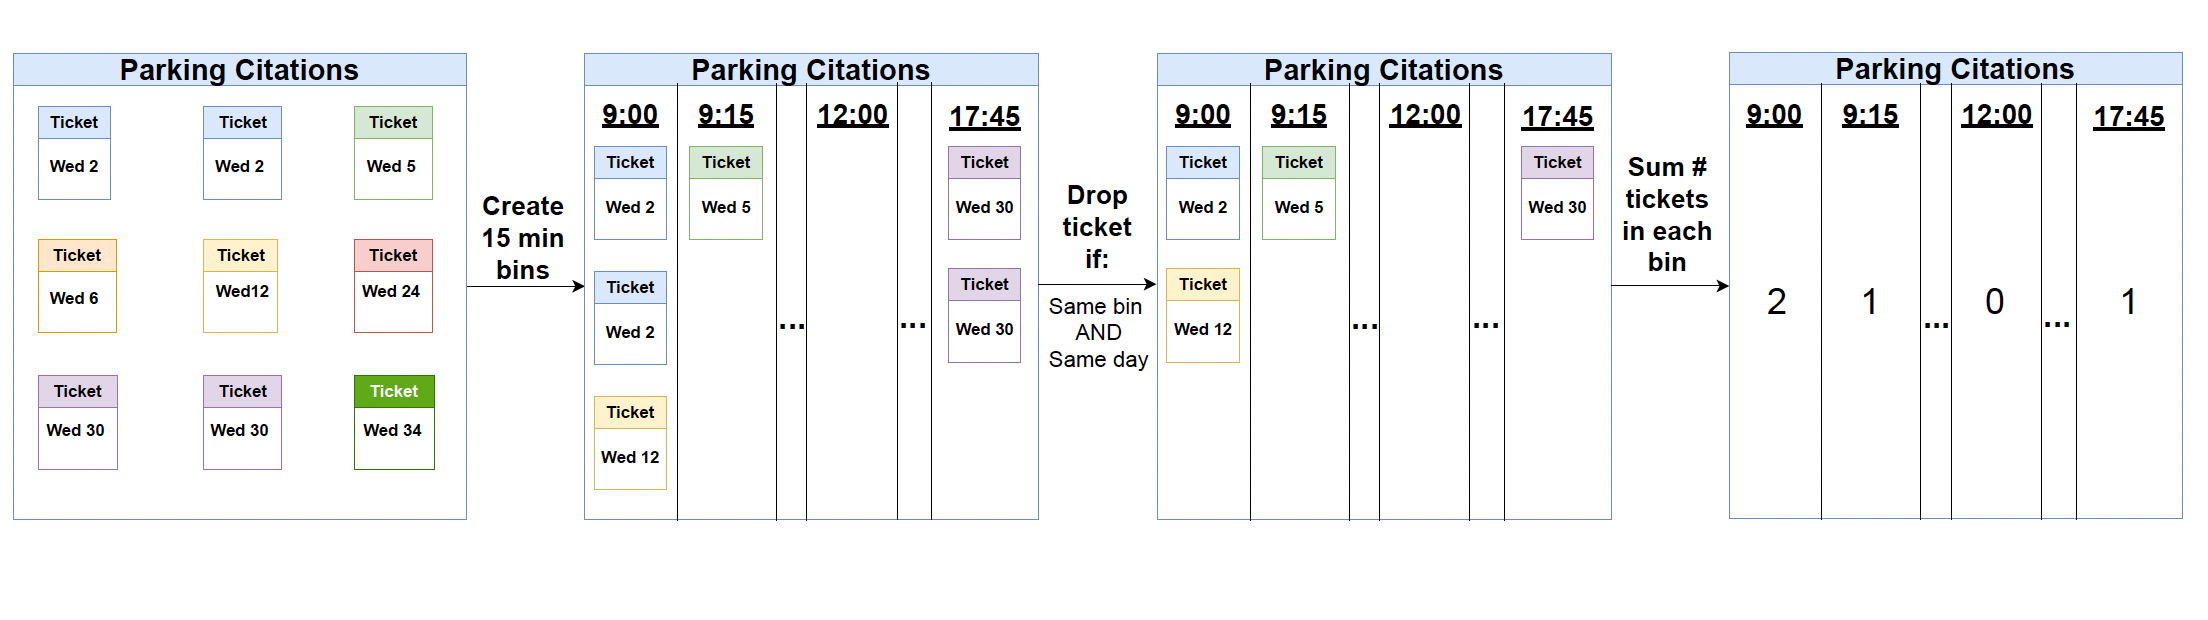 Parking Citations
Ticket
Wed 2
Ticket
Wed 2
Ticket
Wed 5
Ticket
Wed 6
Ticket
Wed12
Ticket
Wed 24
Ticket
Wed 30
Ticket
Wed 30
Ticket
Wed 34
Create
15 min
bins
Parking Citations
9:00
9:15
12:00
17:45
Ticket
Wed 2
Ticket
Wed 2
Ticket
Wed 12
Ticket
Wed 5
...
...
Ticket
Wed 30
Ticket
Wed 30
Drop
ticket
if:
Same bin
AND
Same day
Parking Citations
9:00
9:15
12:00
17:45
Ticket
Wed 2
Ticket
Wed 12
Ticket
Wed 5
...
...
Ticket
Wed 30
Sum #
tickets
in each
bin
Parking Citations
9:00
9:15
12:00
17:45
2
1
...
0
...
1